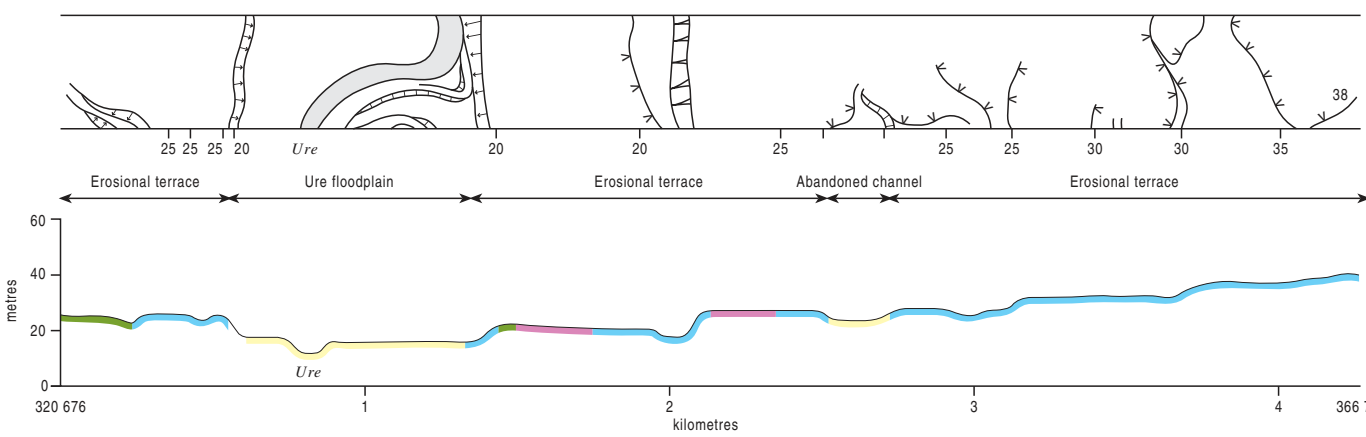 38
25 25 25 20 Ure 20 20 25 25 25 30 30 35
Erosional terrace Ure floodplain Erosional terrace Abandoned channel Erosional terrace
60
40
metres
20
Ure
0
320 676 1 2 3 4 366
kilometres